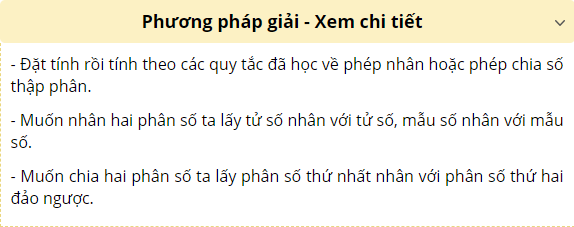 Phương pháp giải - Xem chi tiết
- Đặt tính rồi tính theo các quy tắc đã học về phép nhân hoặc phép chia số
thập phân.
- Muốn nhân hai phân số ta lấy tử số nhân với tử số, mẫu số nhân với mẫu
số.
- Muốn chia hai phân số ta lấy phân số thứ nhất nhân với phân số thứ hai
đảo ngược.